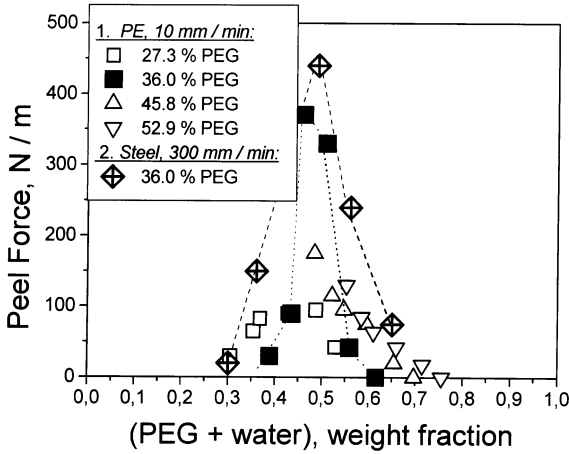 1. PE, 10 mm / min:
27.3 % PEG
36.0 % PEG
45.8 % PEG
52.9 % PEG
2. Steel, 300 mm / min:
36.0 % PEG
Peel Force, N / m
500
400
300
200
100
0
0,0 0,1 0,2 0,3 0,4 0,5 0,6 0,7 0,8 0,9 1,0
(PEG + water), weight fraction